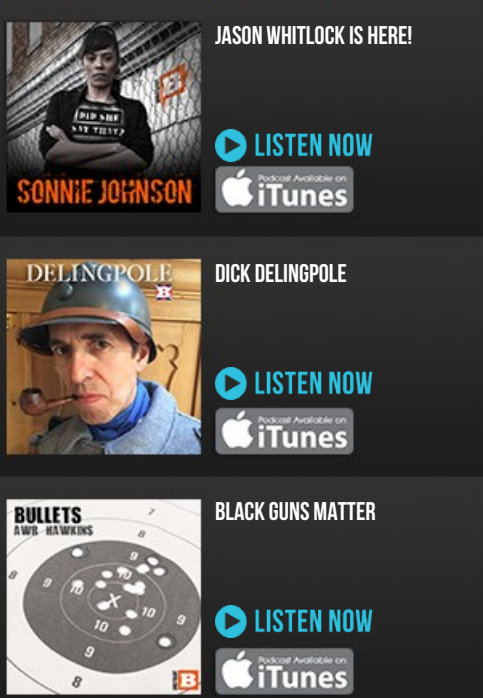 JASON WHITLOCK IS HERE!
DID SHE
SAY THAT?
SONNIE JOHNSON
LISTEN NOW
Podcast Available on
iTunes
DELINGPOLE
B
DICK DELINGPOLE
LISTEN NOW
Podcast Available on
iTunes
BULLETS
AWR HAWKINS
7
8
9
10
8
9
10
X
10
9
8
10
9
8
B
BLACK GUNS MATTER
LISTEN NOW
Podcast Available on
iTunes